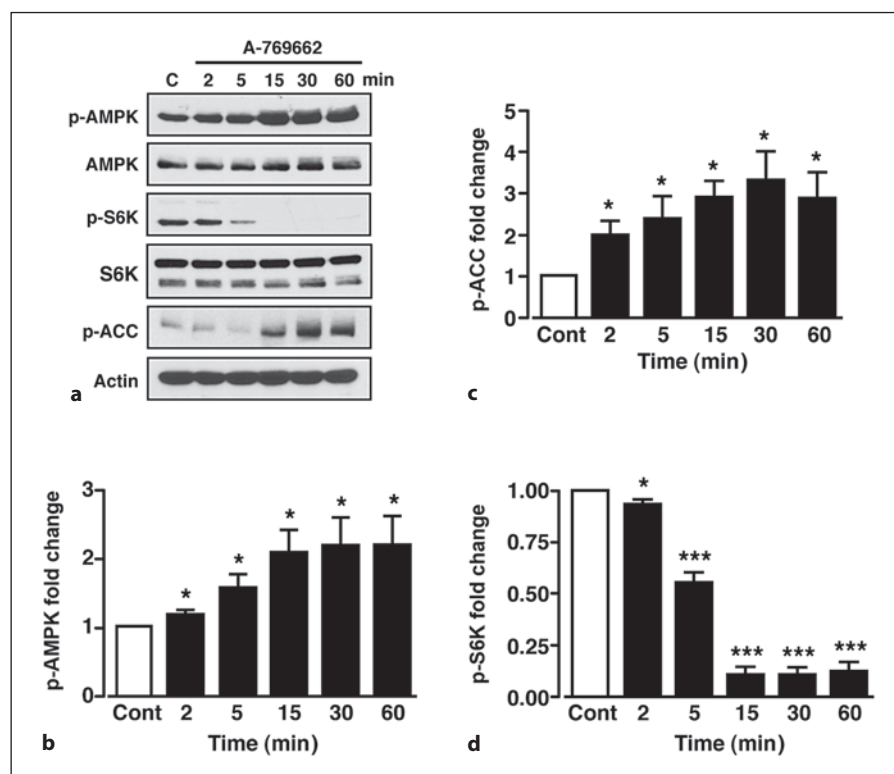 A-769662
C 2 5 15 30 60 min
p-AMPK
AMPK
p-S6K
S6K
p-ACC
Actin
a
p-ACC fold change
5
4
3
2
1
0
* * * * *
Cont 2 5 15 30 60
Time (min)
c
p-AMPK fold change
3
2
1
0
* * * * *
Cont 2 5 15 30 60
Time (min)
b
p-S6K fold change
1.00
0.75
0.50
0.25
0.00
* *** *** *** ***
Cont 2 5 15 30 60
Time (min)
d